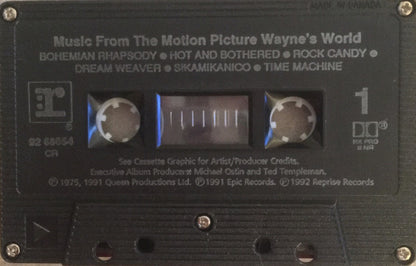 MADE IN CANADA
Music From The Motion Picture Wayne's World
BOHEMIAN RHAPSODY ● HOT AND BOTHERED ● ROCK CANDY ●
DREAM WEAVER ● SIKAMIKANICO ● TIME MACHINE
r
®
1
92 68054
CR
HX PRO
B NR
See Cassette Graphic for Artist/Producer Credits.
Executive Album Producers: Michael Ostin and Ted Templeman.
℗ 1975, 1991 Queen Productions Ltd. ℗1991 Epic Records. ℗1992 Reprise Records